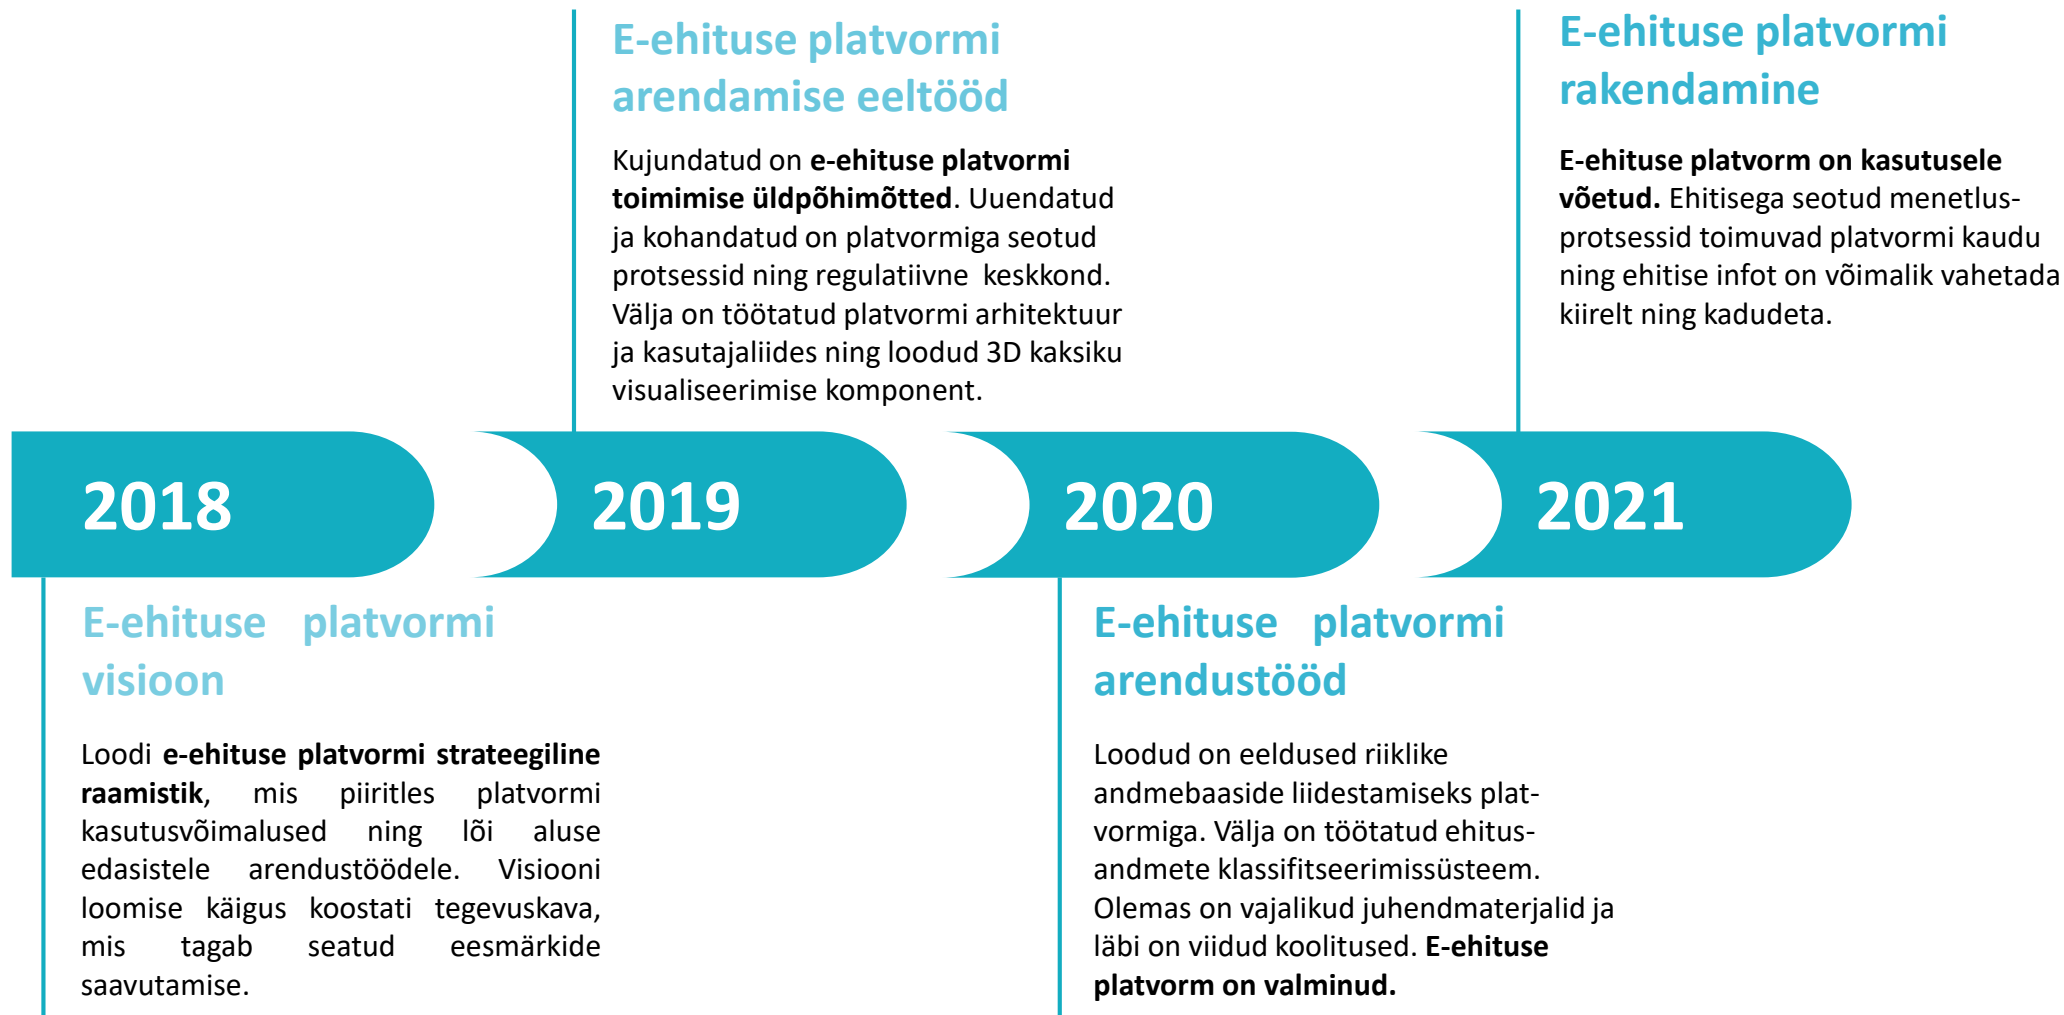 E-ehituse platvormi
arendamise eeltööd
Kujundatud on e-ehituse platvormi
toimimise üldpõhimõtted. Uuendatud
ja kohandatud on platvormiga seotud
protsessid ning regulatiivne keskkond.
Välja on töötatud platvormi arhitektuur
ja kasutajaliides ning loodud 3D kaksiku
visualiseerimise komponent.
E-ehituse platvormi
rakendamine
E-ehituse platvorm on kasutusele
võetud. Ehitisega seotud menetlus-
protsessid toimuvad platvormi kaudu
ning ehitise infot on võimalik vahetada
kiirelt ning kadudeta.
2018
2019
2020
2021
E-ehituse platvormi
visioon
Loodi e-ehituse platvormi strateegiline
raamistik, mis piiritles platvormi
kasutusvõimalused ning lõi aluse
edasistele arendustöödele. Visiooni
loomise käigus koostati tegevuskava,
mis tagab seatud eesmärkide
saavutamise.
E-ehituse platvormi
arendustööd
Loodud on eeldused riiklike
andmebaaside liidestamiseks plat-
vormiga. Välja on töötatud ehitus-
andmete klassifitseerimissüsteem.
Olemas on vajalikud juhendmaterjalid ja
läbi on viidud koolitused. E-ehituse
platvorm on valminud.